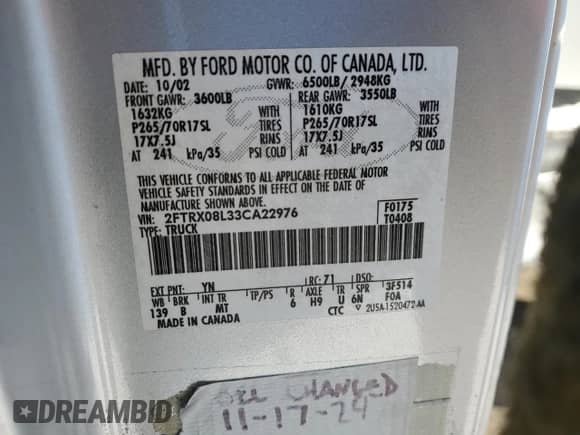 MFD. BY FORD MOTOR CO. OF CANADA, LTD.
DATE: 10/02 GVWR: 6500LB/ 2948KG
FRONT GAWR: 3600LB REAR GAWR: 3550LB
1632KG WITH 1610KG WITH
P265/70R17SL TIRES P265/70R17SL TIRES
17X7.5J RIMS 17X7.5J RIMS
AT 241 kPa/35 PSI COLD AT 241 kPa/35 PSI COLD
THIS VEHICLE CONFORMS TO ALL APPLICABLE FEDERAL MOTOR
VEHICLE SAFETY STANDARDS IN EFFECT ON THE DATE OF
MANUFACTURE SHOWN ABOVE.
VIN: 2FTRX08L33CA22976 F0175
TYPE: TRUCK T0408
EXT PNT: YN RC: 71 DSO:
WB BRK INT TR TP/PS R AXLE TR SPR 3F514
139 B MT 6 H9 U 6N F0A
MADE IN CANADA CTC 2U5A-1520472-AA
OIL CHANGED
11-17-24
DREAMBID